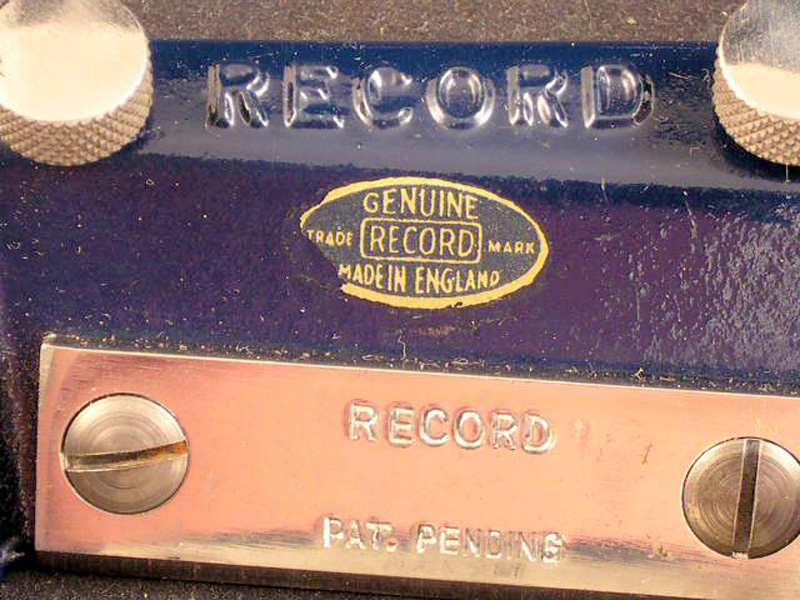 RECORD
GENUINE
TRADE RECORD MARK
MADE IN ENGLAND
RECORD
PAT. PENDING